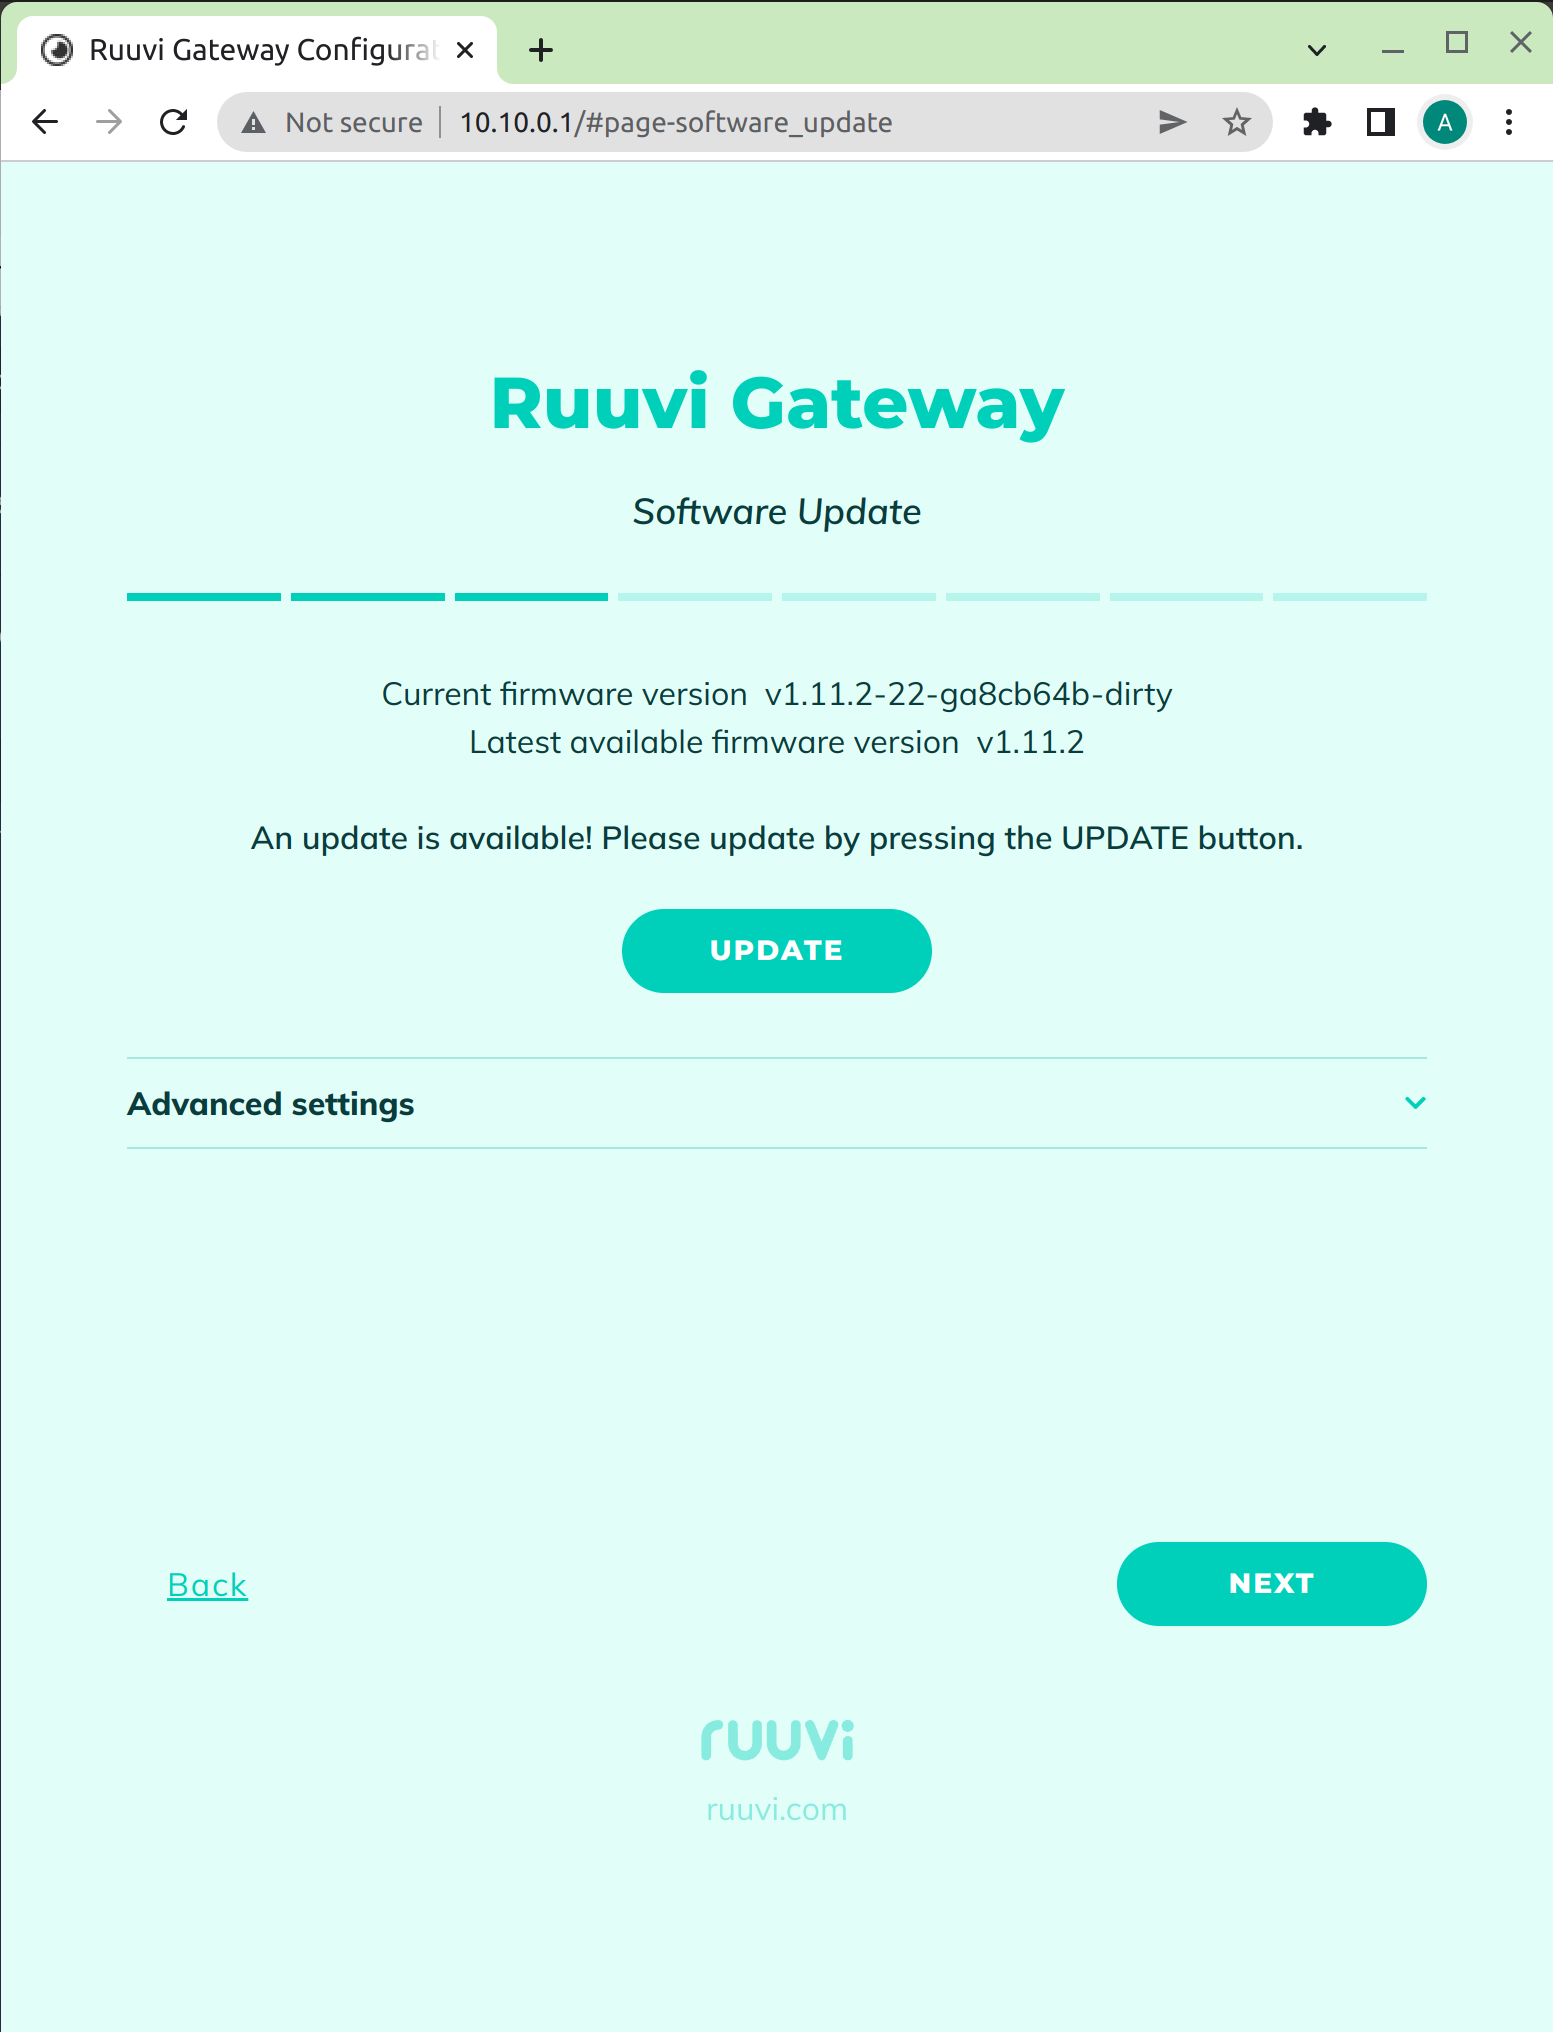 Ruuvi Gateway Configurat
Not secure
10.10.0.1/#page-software_update
A
Ruuvi Gateway
Software Update
Current firmware version v1.11.2-22-ga8cb64b-dirty
Latest available firmware version v1.11.2
An update is available! Please update by pressing the UPDATE button.
UPDATE
Advanced settings
Back
NEXT
ruuvi
ruuvi.com